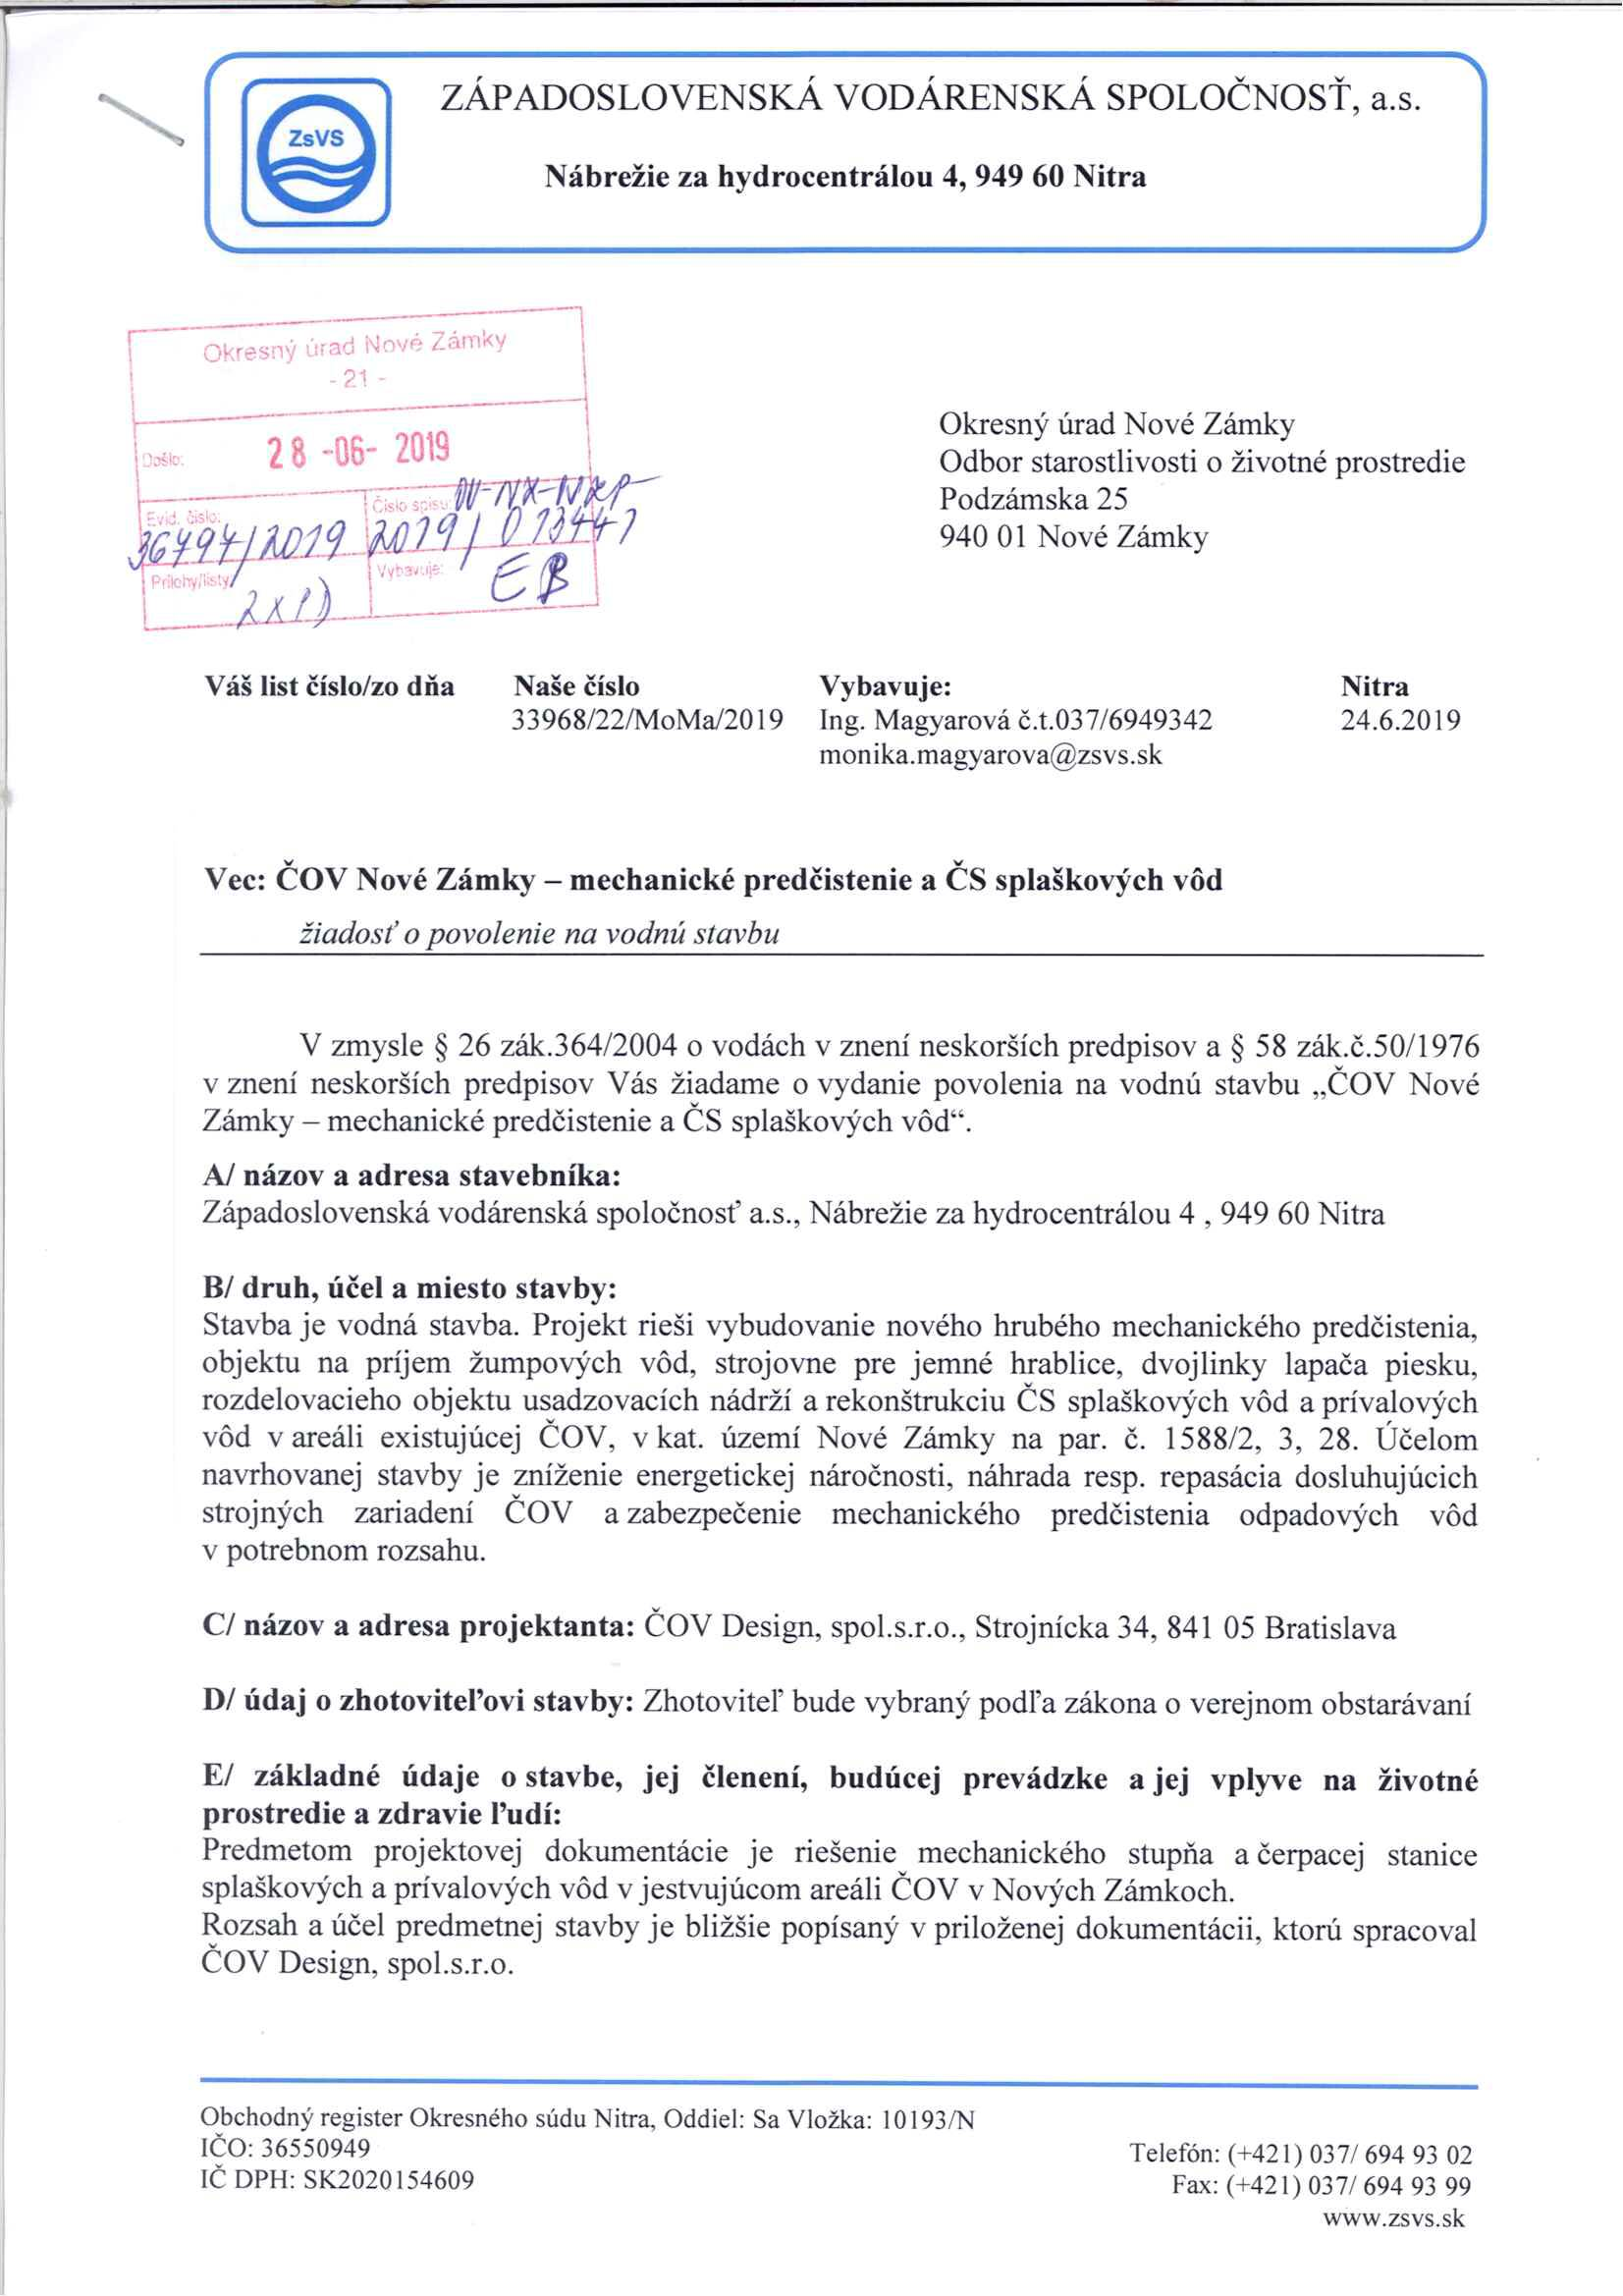 ZÁPADOSLOVENSKÁ VODÁRENSKÁ SPOLOČNOSŤ, a.s.
ZsVS
Nábrežie za hydrocentrálou 4, 949 60 Nitra
Okresný úrad Nové Zámky
- 21 -
Došlo: 28 -06- 2019
Evid. číslo: 36494/2019
Číslo spisu: 2019/013447
Prílohy/listy
Vybavuje: EB
Okresný úrad Nové Zámky
Odbor starostlivosti o životné prostredie
Podzámska 25
940 01 Nové Zámky
Váš list číslo/zo dňa Naše číslo Vybavuje: Nitra
33968/22/MoMa/2019 Ing. Magyarová č.t.037/6949342 24.6.2019
monika.magyarova@zsvs.sk
Vec: ČOV Nové Zámky – mechanické predčistenie a ČS splaškových vôd
žiadosť o povolenie na vodnú stavbu
V zmysle § 26 zák.364/2004 o vodách v znení neskorších predpisov a § 58 zák.č.50/1976
v znení neskorších predpisov Vás žiadame o vydanie povolenia na vodnú stavbu „ČOV Nové
Zámky – mechanické predčistenie a ČS splaškových vôd“.
A/ názov a adresa stavebníka:
Západoslovenská vodárenská spoločnosť a.s., Nábrežie za hydrocentrálou 4 , 949 60 Nitra
B/ druh, účel a miesto stavby:
Stavba je vodná stavba. Projekt rieši vybudovanie nového hrubého mechanického predčistenia,
objektu na príjem žumpových vôd, strojovne pre jemné hrablice, dvojlinky lapača piesku,
rozdelovacieho objektu usadzovacích nádrží a rekonštrukciu ČS splaškových vôd a prívalových
vôd v areáli existujúcej ČOV, v kat. území Nové Zámky na par. č. 1588/2, 3, 28. Účelom
navrhovanej stavby je zníženie energetickej náročnosti, náhrada resp. repasácia dosluhujúcich
strojných zariadení ČOV a zabezpečenie mechanického predčistenia odpadových vôd
v potrebnom rozsahu.
C/ názov a adresa projektanta: ČOV Design, spol.s.r.o., Strojnícka 34, 841 05 Bratislava
D/ údaj o zhotoviteľovi stavby: Zhotoviteľ bude vybraný podľa zákona o verejnom obstarávaní
E/ základné údaje o stavbe, jej členení, budúcej prevádzke a jej vplyve na životné
prostredie a zdravie ľudí:
Predmetom projektovej dokumentácie je riešenie mechanického stupňa a čerpacej stanice
splaškových a prívalových vôd v jestvujúcom areáli ČOV v Nových Zámkoch.
Rozsah a účel predmetnej stavby je bližšie popísaný v priloženej dokumentácii, ktorú spracoval
ČOV Design, spol.s.r.o.
Obchodný register Okresného súdu Nitra, Oddiel: Sa Vložka: 10193/N
IČO: 36550949
IČ DPH: SK2020154609
Telefón: (+421) 037/ 694 93 02
Fax: (+421) 037/ 694 93 99
www.zsvs.sk